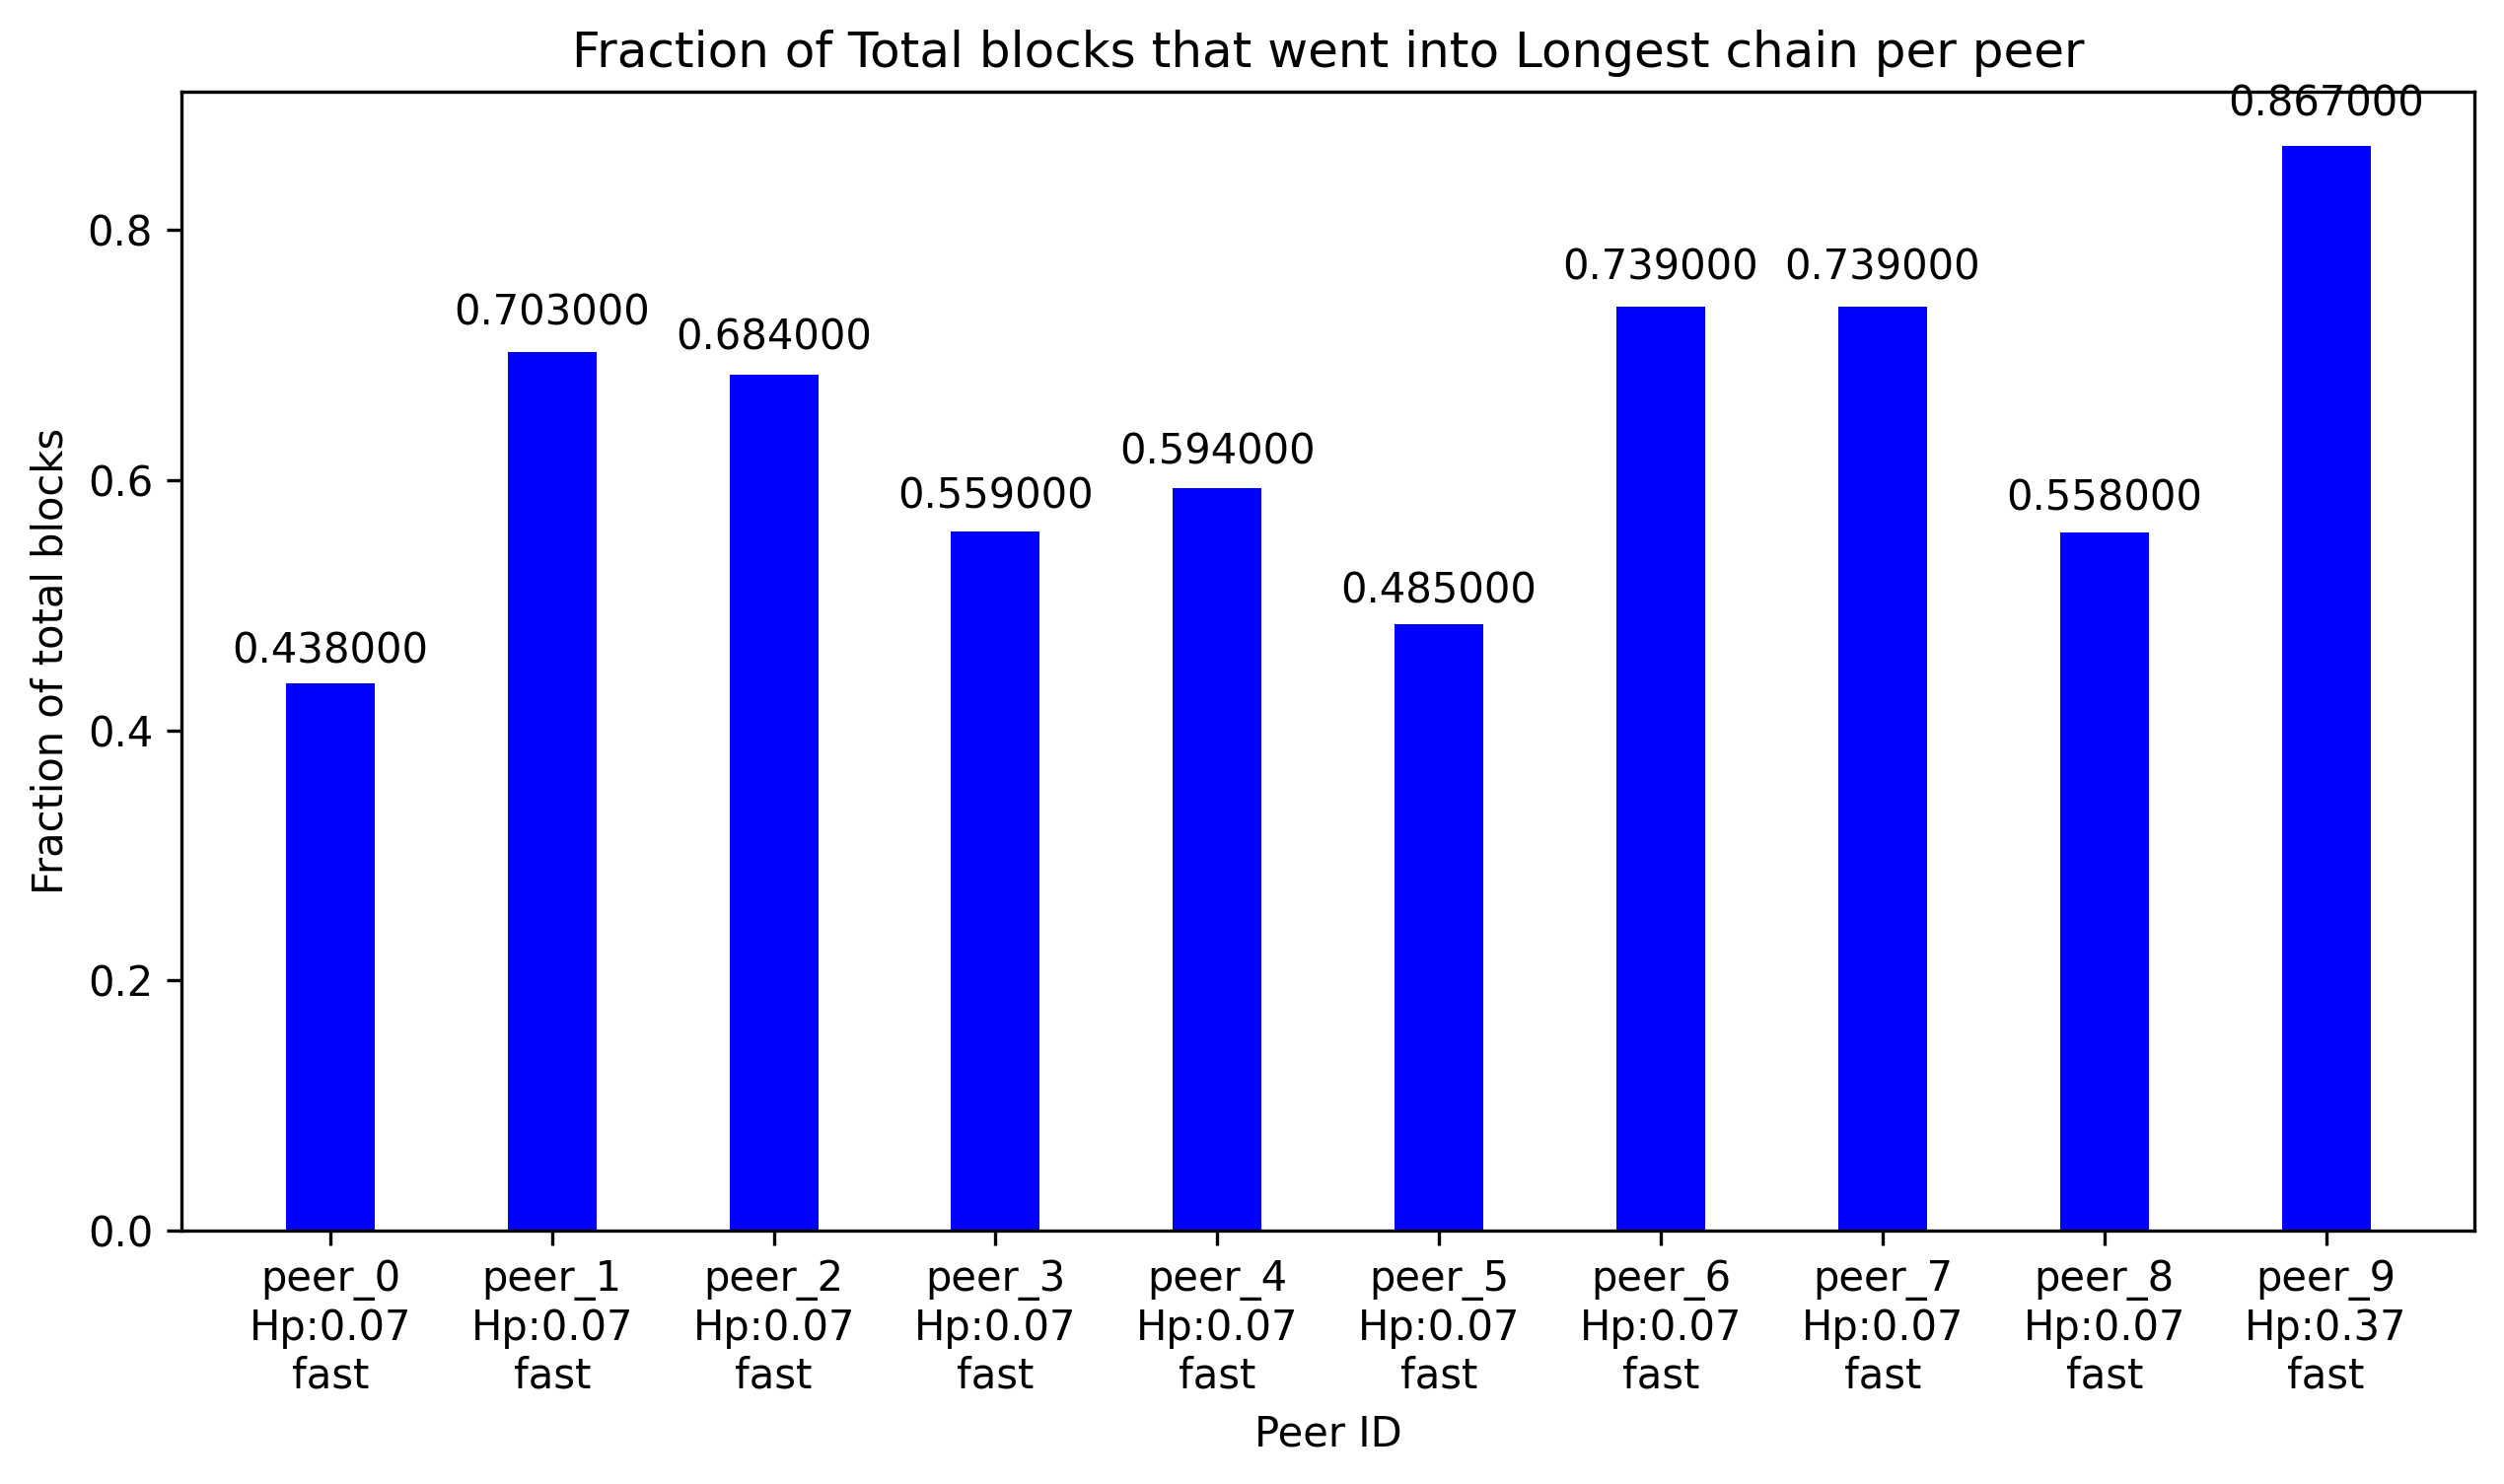 Fraction of Total blocks that went into Longest chain per peer
Fraction of total blocks
0.8
0.6
0.4
0.2
0.0
0.438000
0.703000
0.684000
0.559000
0.594000
0.485000
0.739000
0.739000
0.558000
0.867000
peer_0
Hp:0.07
fast
peer_1
Hp:0.07
fast
peer_2
Hp:0.07
fast
peer_3
Hp:0.07
fast
peer_4
Hp:0.07
fast
peer_5
Hp:0.07
fast
peer_6
Hp:0.07
fast
peer_7
Hp:0.07
fast
peer_8
Hp:0.07
fast
peer_9
Hp:0.37
fast
Peer ID